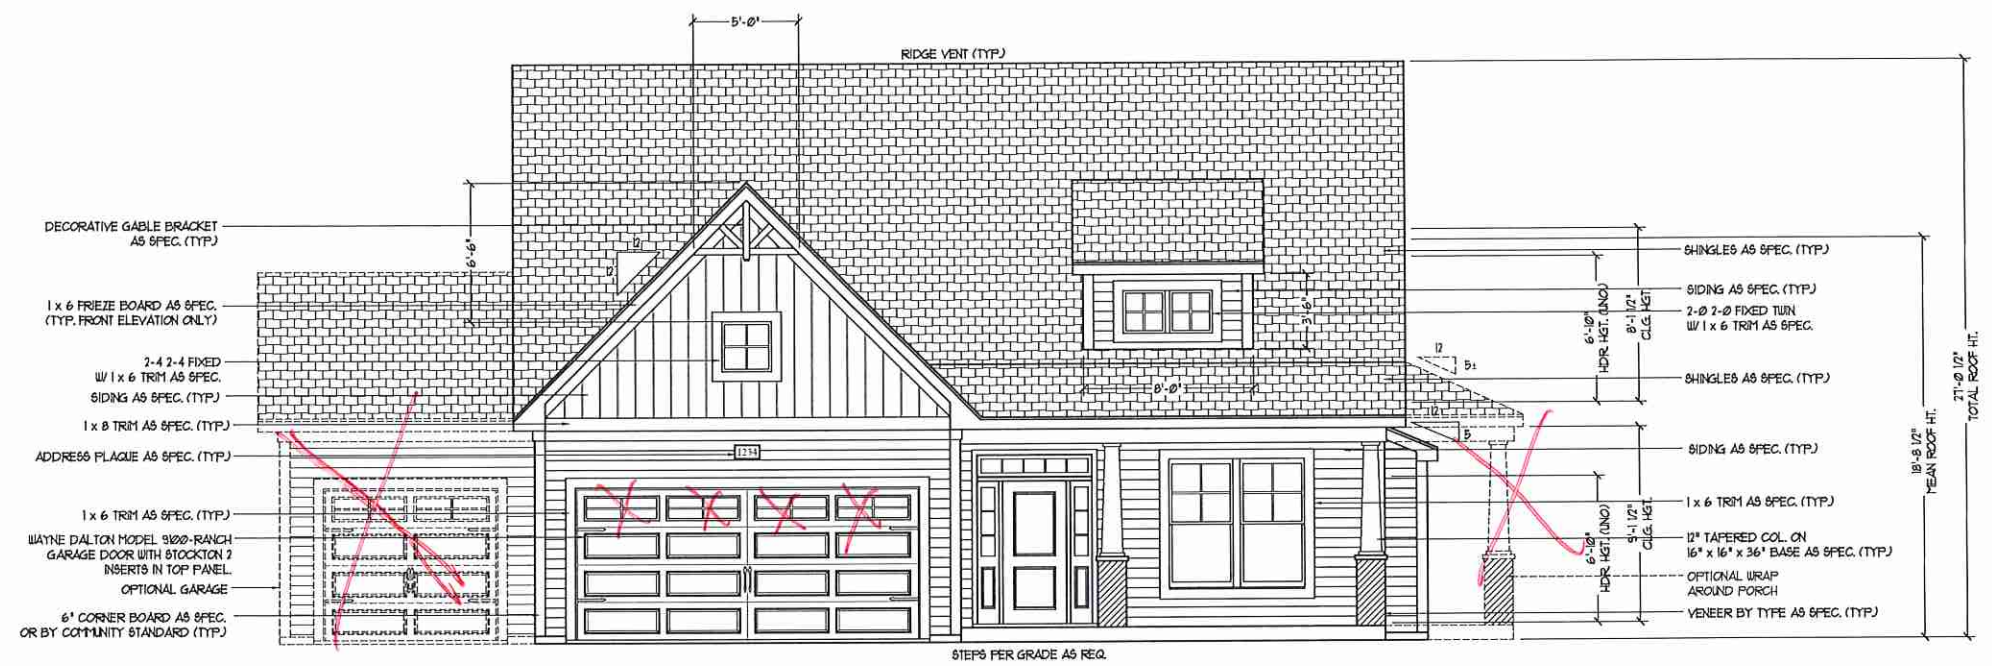 5'-0"
RIDGE VENT (TYP.)
DECORATIVE GABLE BRACKET
AS SPEC. (TYP.)
6'-6"
12
12
1 x 6 FRIEZE BOARD AS SPEC.
(TYP. FRONT ELEVATION ONLY)
2-4 2-4 FIXED
W/ 1 x 6 TRIM AS SPEC.
SIDING AS SPEC. (TYP.)
1 x 8 TRIM AS SPEC. (TYP.)
ADDRESS PLAQUE AS SPEC. (TYP.)
1234
1 x 6 TRIM AS SPEC. (TYP.)
WAYNE DALTON MODEL 9100-RANCH
GARAGE DOOR WITH STOCKTON 2
INSERTS IN TOP PANEL.
OPTIONAL GARAGE
6" CORNER BOARD AS SPEC.
OR BY COMMUNITY STANDARD (TYP.)
3'-6"
8'-0"
12
5±
12
5
SHINGLES AS SPEC. (TYP.)
SIDING AS SPEC. (TYP.)
2-0 2-0 FIXED TWIN
W/ 1 x 6 TRIM AS SPEC.
SHINGLES AS SPEC. (TYP.)
SIDING AS SPEC. (TYP.)
1 x 6 TRIM AS SPEC. (TYP.)
12" TAPERED COL. ON
16" x 16" x 36" BASE AS SPEC. (TYP.)
OPTIONAL WRAP
AROUND PORCH
VENEER BY TYPE AS SPEC. (TYP.)
6'-10"
HDR. HGT. (UNO)
8'-1 1/2"
CLG. HGT.
6'-10"
HDR. HGT. (UNO)
9'-1 1/2"
CLG. HGT.
18'-8 1/2"
MEAN ROOF HT.
27'-0 1/2"
TOTAL ROOF HT.
STEPS PER GRADE AS REQ.